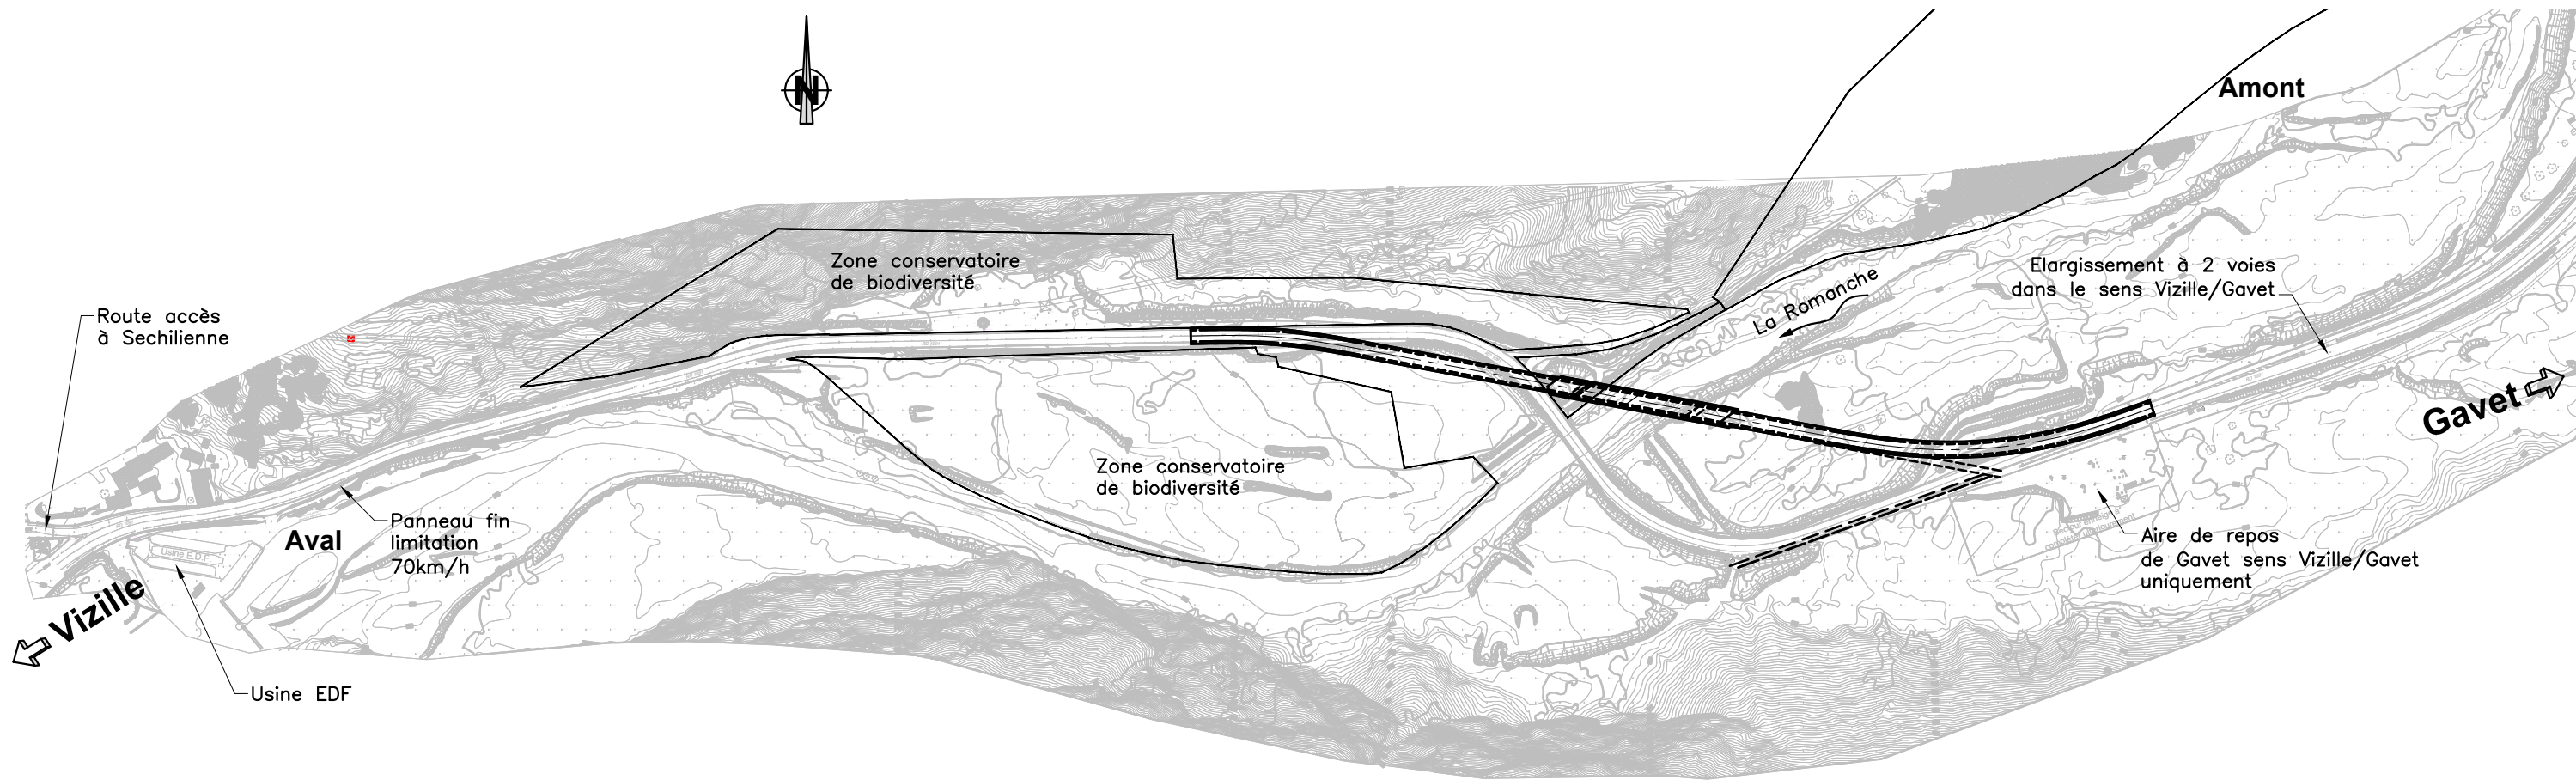 N
Amont
Zone conservatoire
de biodiversité
La Romanche
Elargissement à 2 voies
dans le sens Vizille/Gavet
Route accès
à Sechilienne
Gavet
Zone conservatoire
de biodiversité
Panneau fin
limitation
70km/h
Aval
Aire de repos
de Gavet sens Vizille/Gavet
uniquement
Usine E.D.F
Vizille
Usine EDF